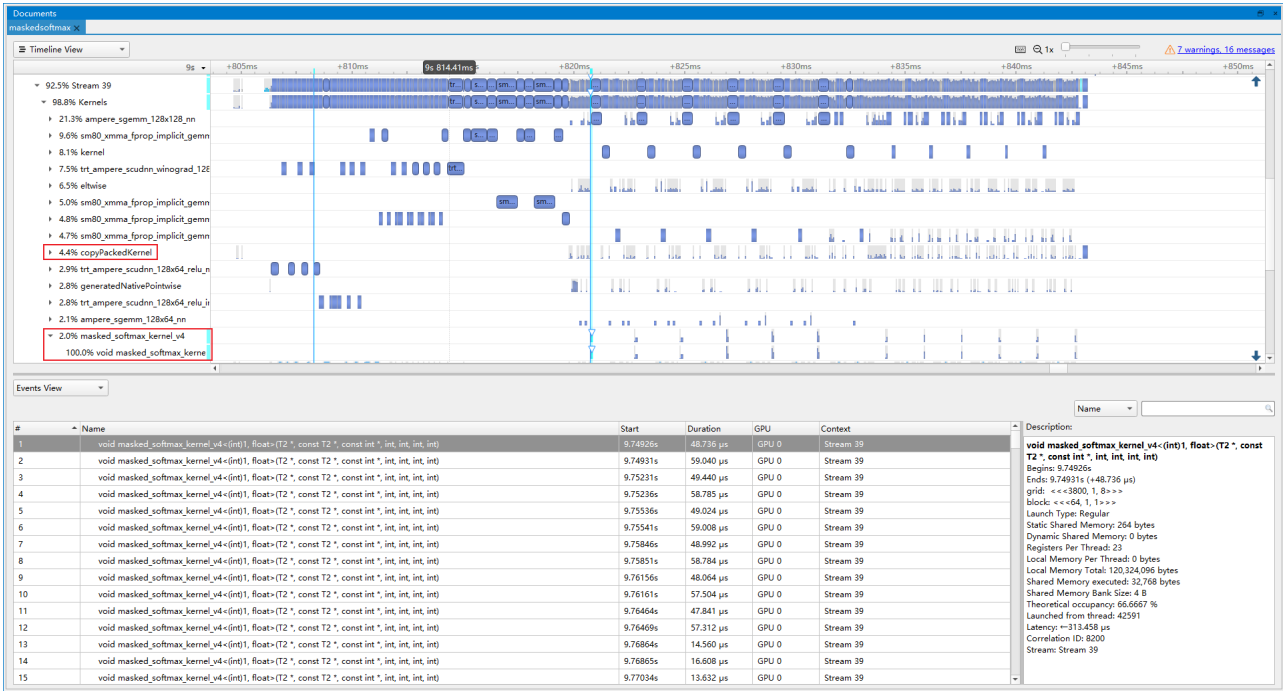 Documents
maskedsoftmax ×
Timeline View
1x
7 warnings, 16 messages
9s
+805ms +810ms 9s 814.41ms +820ms +825ms +830ms +835ms +840ms +845ms +850ms
92.5% Stream 39
tr... s... sm... sm...
98.8% Kernels
tr... s... sm... sm...
21.3% ampere_sgemm_128x128_nn
9.6% sm80_xmma_fprop_implicit_gemm
s...
8.1% kernel
7.5% trt_ampere_scudnn_winograd_128
trt...
6.5% eltwise
5.0% sm80_xmma_fprop_implicit_gemm
sm... sm...
4.8% sm80_xmma_fprop_implicit_gemm
4.7% sm80_xmma_fprop_implicit_gemm
4.4% copyPackedKernel
2.9% trt_ampere_scudnn_128x64_relu_n
2.8% generatedNativePointwise
2.8% trt_ampere_scudnn_128x64_relu_ir
2.1% ampere_sgemm_128x64_nn
2.0% masked_softmax_kernel_v4
100.0% void masked_softmax_kerne
Events View
Name
# Name Start Duration GPU Context
1 void masked_softmax_kernel_v4<(int)1, float>(T2 *, const T2 *, const int *, int, int, int, int) 9.74926s 48.736 μs GPU 0 Stream 39
2 void masked_softmax_kernel_v4<(int)1, float>(T2 *, const T2 *, const int *, int, int, int, int) 9.74931s 59.040 μs GPU 0 Stream 39
3 void masked_softmax_kernel_v4<(int)1, float>(T2 *, const T2 *, const int *, int, int, int, int) 9.75231s 49.440 μs GPU 0 Stream 39
4 void masked_softmax_kernel_v4<(int)1, float>(T2 *, const T2 *, const int *, int, int, int, int) 9.75236s 58.785 μs GPU 0 Stream 39
5 void masked_softmax_kernel_v4<(int)1, float>(T2 *, const T2 *, const int *, int, int, int, int) 9.75536s 49.024 μs GPU 0 Stream 39
6 void masked_softmax_kernel_v4<(int)1, float>(T2 *, const T2 *, const int *, int, int, int, int) 9.75541s 59.008 μs GPU 0 Stream 39
7 void masked_softmax_kernel_v4<(int)1, float>(T2 *, const T2 *, const int *, int, int, int, int) 9.75846s 48.992 μs GPU 0 Stream 39
8 void masked_softmax_kernel_v4<(int)1, float>(T2 *, const T2 *, const int *, int, int, int, int) 9.75851s 58.784 μs GPU 0 Stream 39
9 void masked_softmax_kernel_v4<(int)1, float>(T2 *, const T2 *, const int *, int, int, int, int) 9.76156s 48.064 μs GPU 0 Stream 39
10 void masked_softmax_kernel_v4<(int)1, float>(T2 *, const T2 *, const int *, int, int, int, int) 9.76161s 57.504 μs GPU 0 Stream 39
11 void masked_softmax_kernel_v4<(int)1, float>(T2 *, const T2 *, const int *, int, int, int, int) 9.76464s 47.841 μs GPU 0 Stream 39
12 void masked_softmax_kernel_v4<(int)1, float>(T2 *, const T2 *, const int *, int, int, int, int) 9.76469s 57.312 μs GPU 0 Stream 39
13 void masked_softmax_kernel_v4<(int)1, float>(T2 *, const T2 *, const int *, int, int, int, int) 9.76864s 14.560 μs GPU 0 Stream 39
14 void masked_softmax_kernel_v4<(int)1, float>(T2 *, const T2 *, const int *, int, int, int, int) 9.76865s 16.608 μs GPU 0 Stream 39
15 void masked_softmax_kernel_v4<(int)1, float>(T2 *, const T2 *, const int *, int, int, int, int) 9.77034s 13.632 μs GPU 0 Stream 39
Description:
void masked_softmax_kernel_v4<(int)1, float>(T2 *, const
T2 *, const int *, int, int, int, int)
Begins: 9.74926s
Ends: 9.74931s (+48.736 μs)
grid: <<<3800, 1, 8>>>
block: <<<64, 1, 1>>>
Launch Type: Regular
Static Shared Memory: 264 bytes
Dynamic Shared Memory: 0 bytes
Registers Per Thread: 23
Local Memory Per Thread: 0 bytes
Local Memory Total: 120,324,096 bytes
Shared Memory executed: 32,768 bytes
Shared Memory Bank Size: 4 B
Theoretical occupancy: 66.6667 %
Launched from thread: 42591
Latency: ←313.458 μs
Correlation ID: 8200
Stream: Stream 39